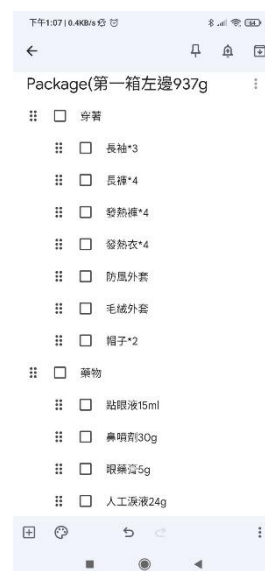 下午1:07 | 0.4KB/s
64
Package(第一箱左邊937g
穿著
長袖*3
長褲*4
發熱褲*4
發熱衣*4
防風外套
毛絨外套
帽子*2
藥物
點眼液15ml
鼻噴劑30g
眼藥膏5g
人工淚液24g